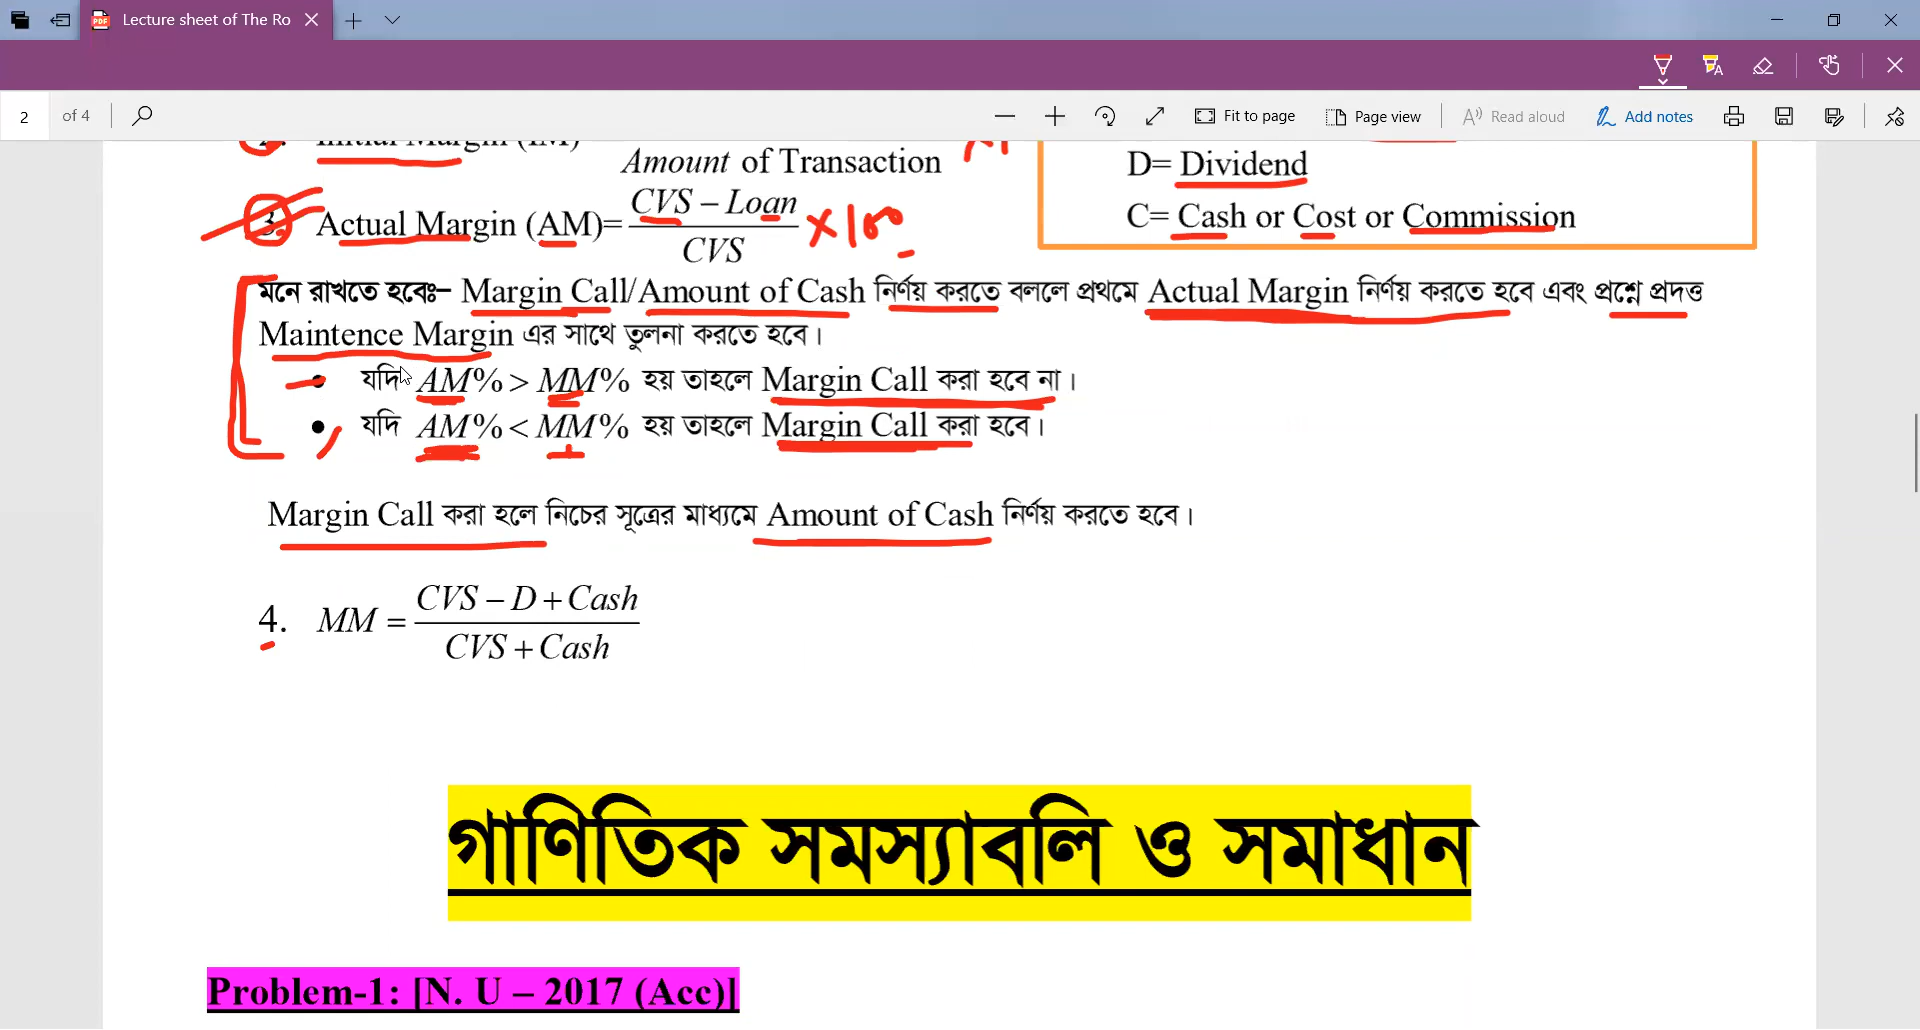 Lecture sheet of The Ro
2 of 4
Fit to page
Page view
Read aloud
Add notes
2. Initial Margin (IM)
Amount of Transaction
D= Dividend
3. Actual Margin (AM)= CVS – Loan
CVS
×100
C= Cash or Cost or Commission
মনে রাখতে হবেঃ– Margin Call/Amount of Cash নির্ণয় করতে বললে প্রথমে Actual Margin নির্ণয় করতে হবে এবং প্রশ্নে প্রদত্ত
Maintence Margin এর সাথে তুলনা করতে হবে।
● যদি AM% > MM% হয় তাহলে Margin Call করা হবে না।
● যদি AM% < MM% হয় তাহলে Margin Call করা হবে।
Margin Call করা হলে নিচের সূত্রের মাধ্যমে Amount of Cash নির্ণয় করতে হবে।
4. MM = CVS – D + Cash
CVS + Cash
গাণিতিক সমস্যাবলি ও সমাধান
Problem-1: [N. U – 2017 (Acc)]